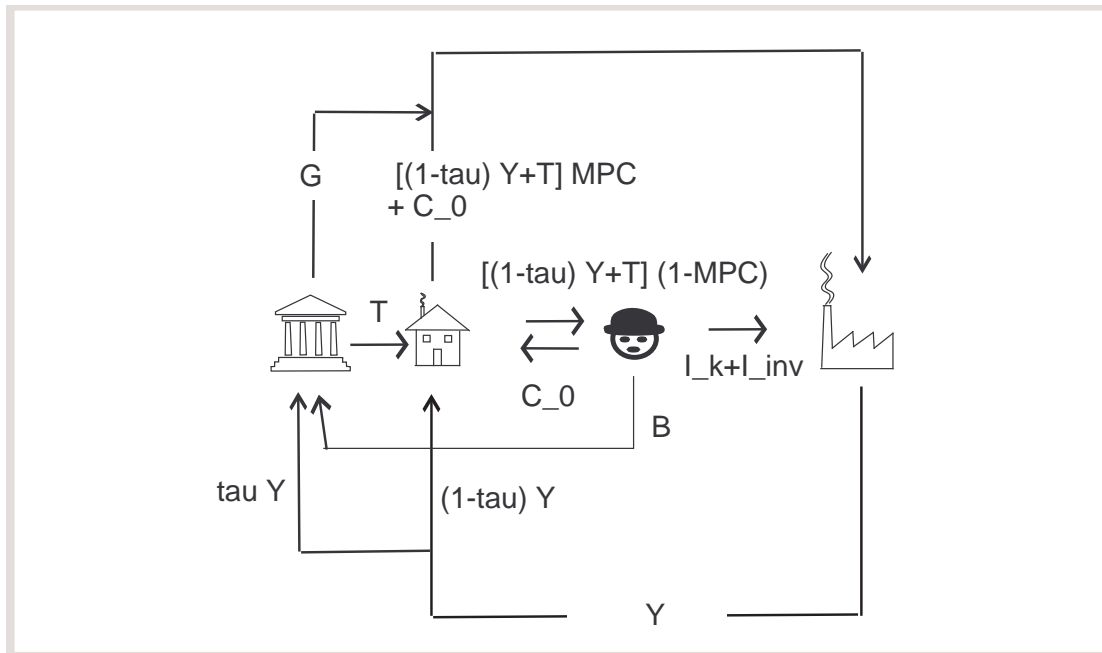 G
[(1-tau) Y+T] MPC
+ C_0
[(1-tau) Y+T] (1-MPC)
T
I_k+I_inv
C_0
B
tau Y
(1-tau) Y
Y